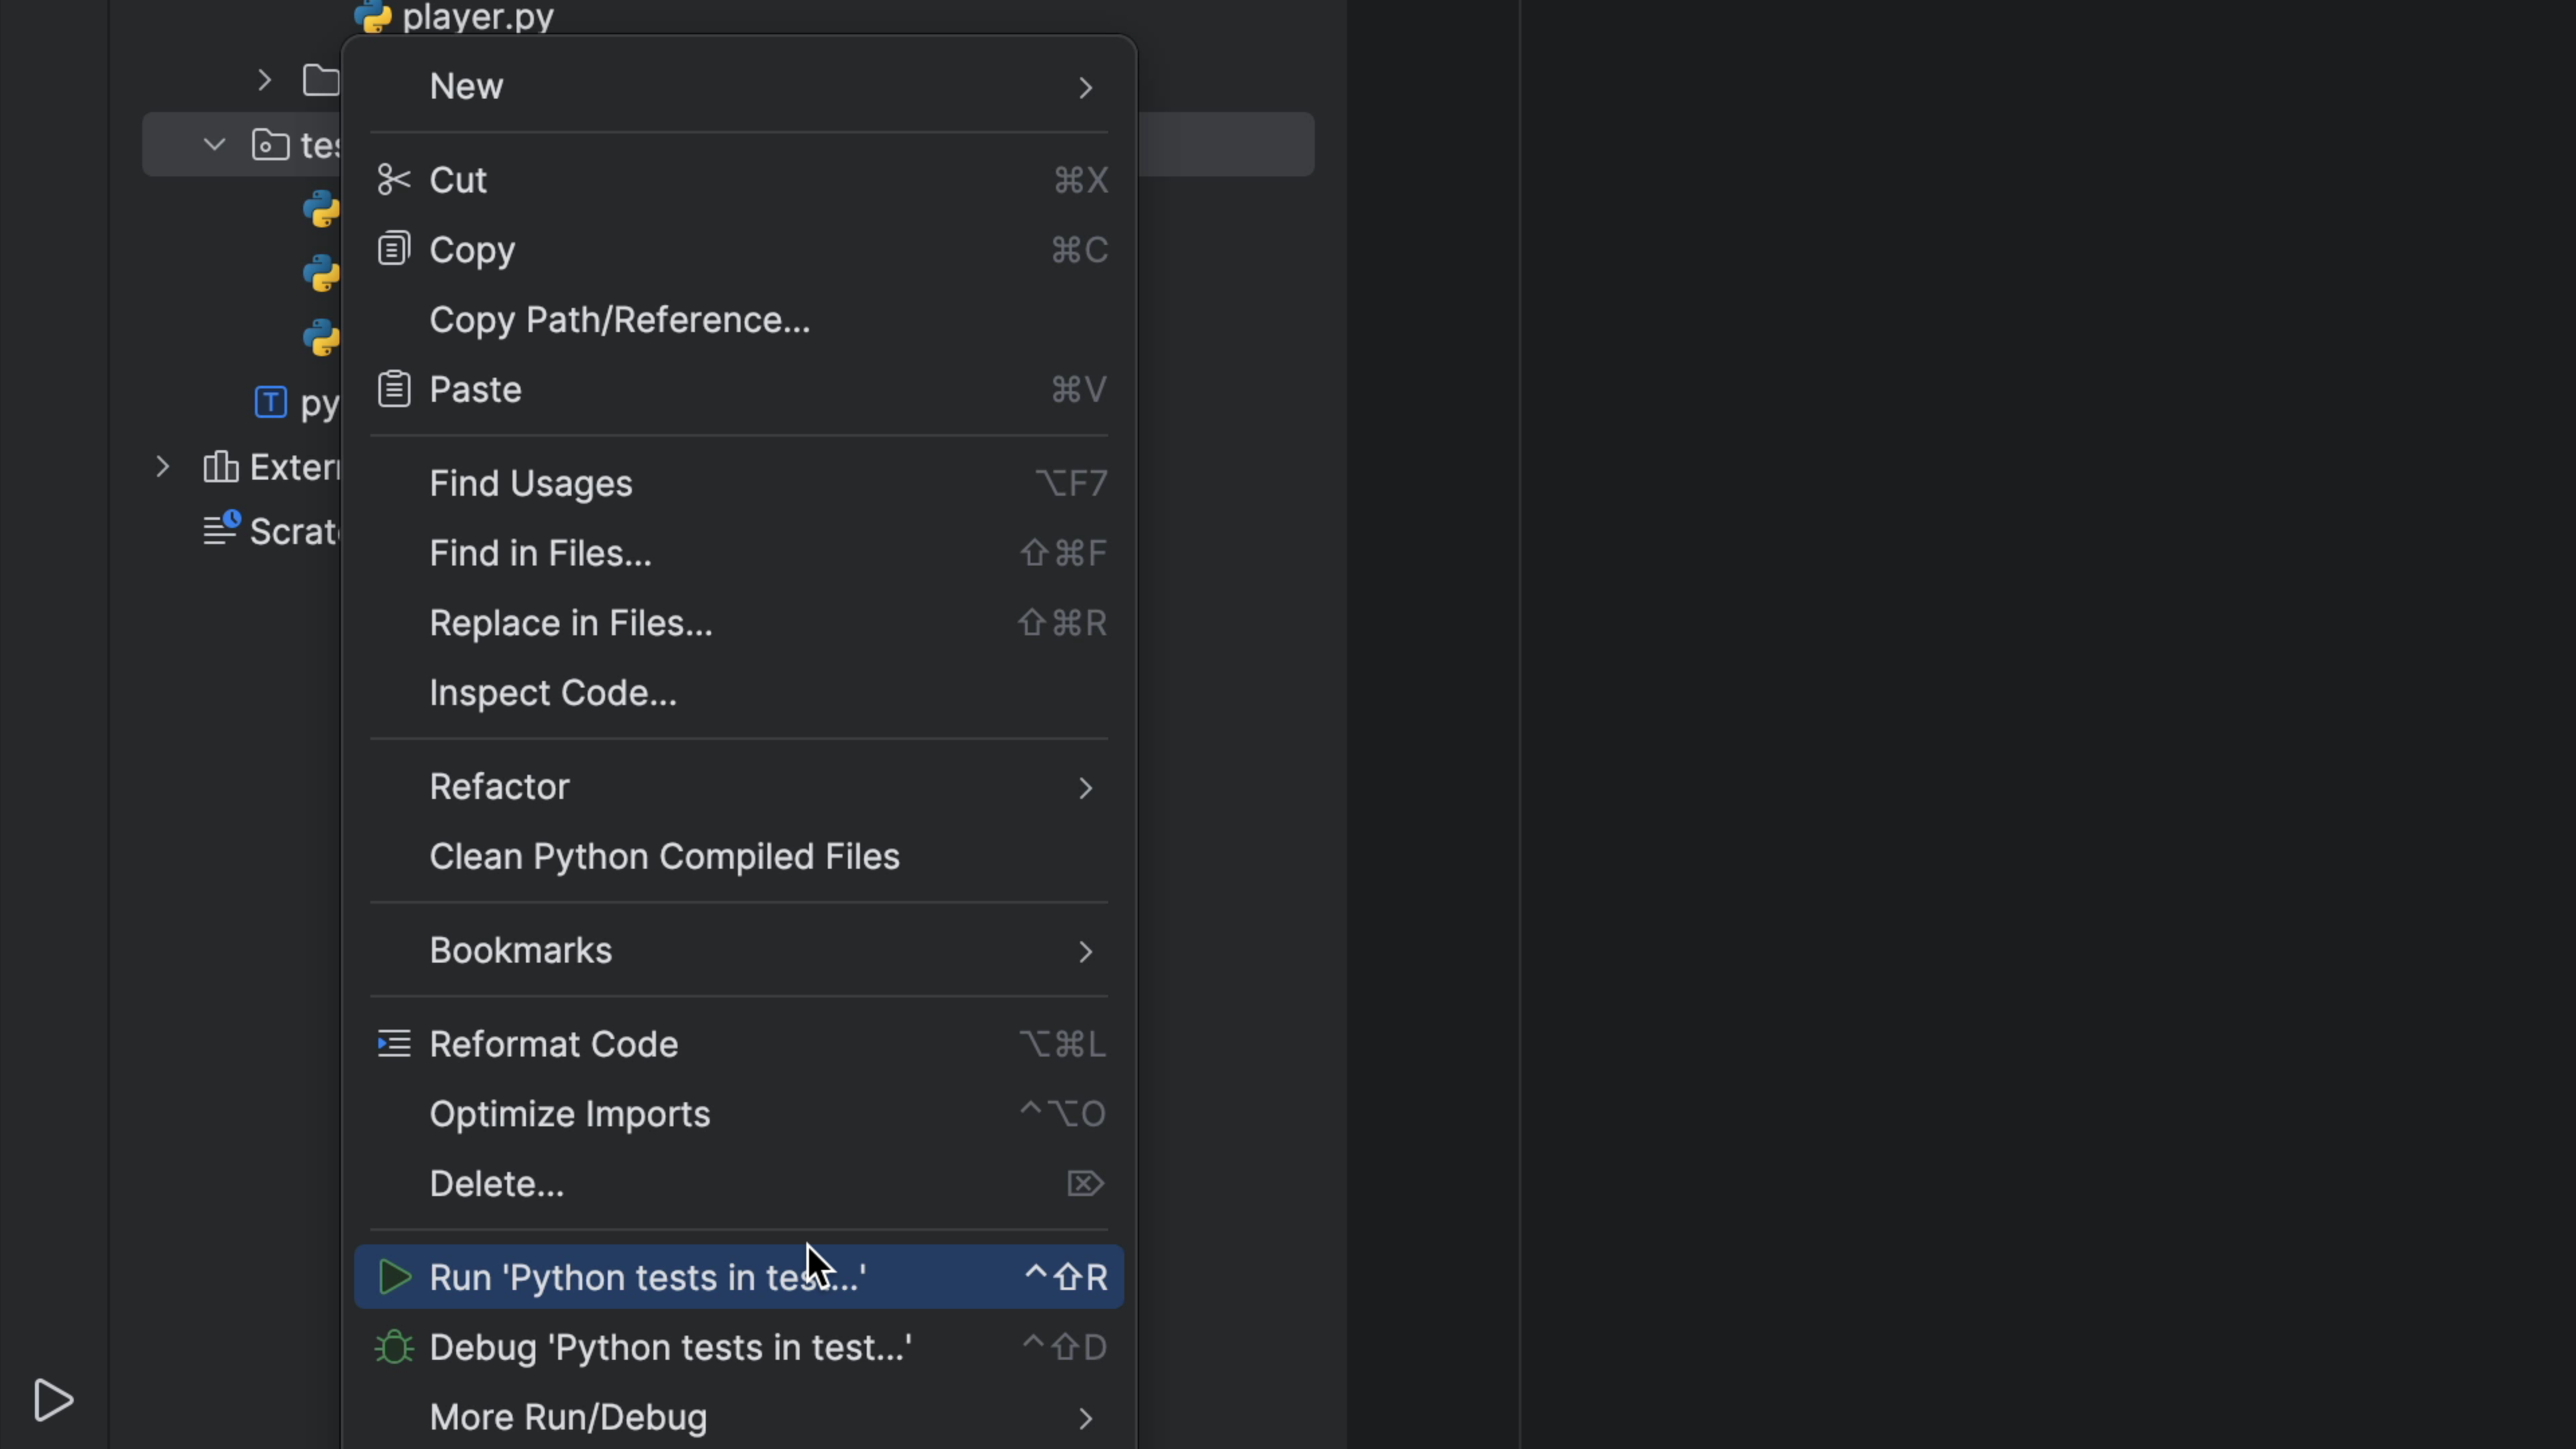 player.py
New
tes
Cut ⌘X
Copy ⌘C
Copy Path/Reference...
Paste ⌘V
T py
Find Usages ⌥F7
Find in Files... ⇧⌘F
Replace in Files... ⇧⌘R
Inspect Code...
Refactor
Clean Python Compiled Files
Bookmarks
Reformat Code ⌥⌘L
Optimize Imports ^⌥O
Delete... ⌦
Run 'Python tests in test...' ^⇧R
Debug 'Python tests in test...' ^⇧D
More Run/Debug